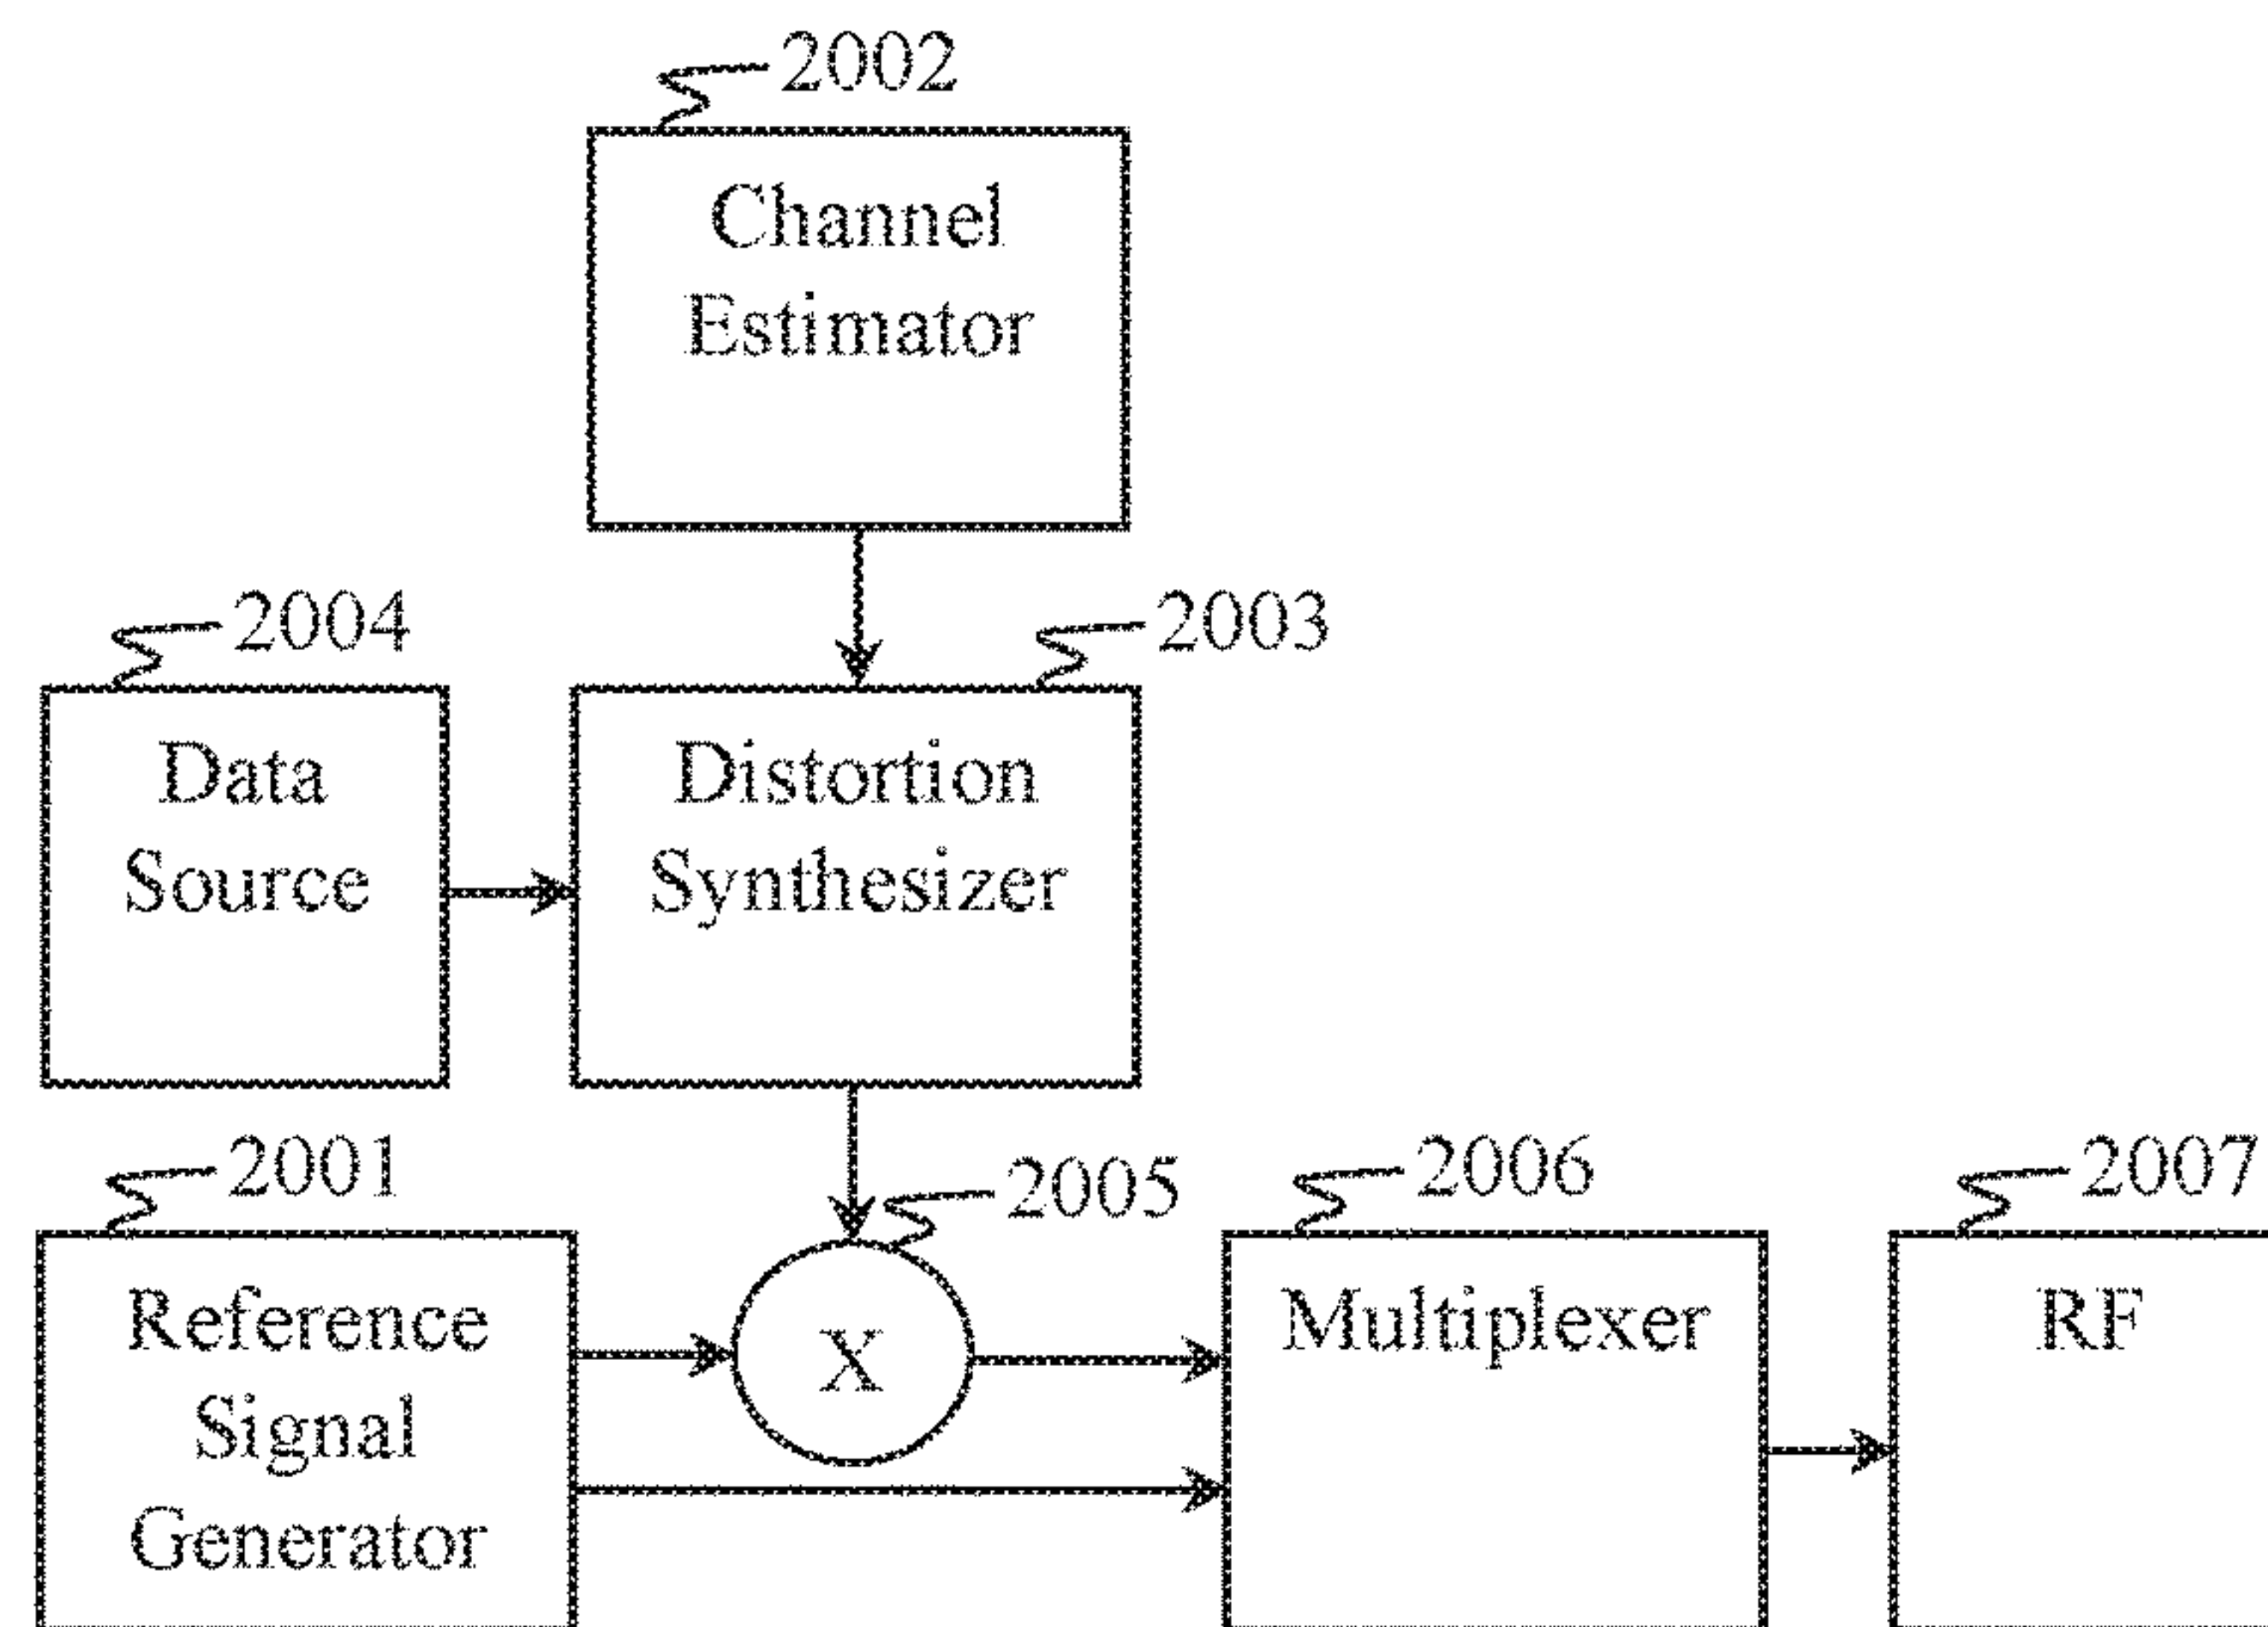 2002
Channel
Estimator
2004
2003
Data
Source
Distortion
Synthesizer
2001
2005
2006
2007
Reference
Signal
Generator
X
Multiplexer
RF